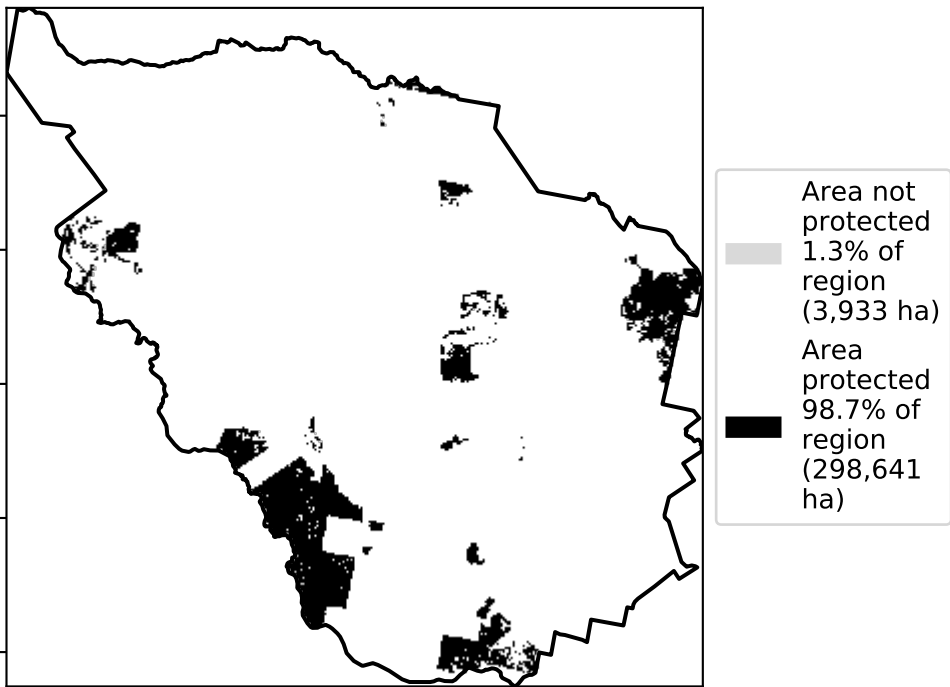 Area not
protected
1.3% of
region
(3,933 ha)
Area
protected
98.7% of
region
(298,641
ha)